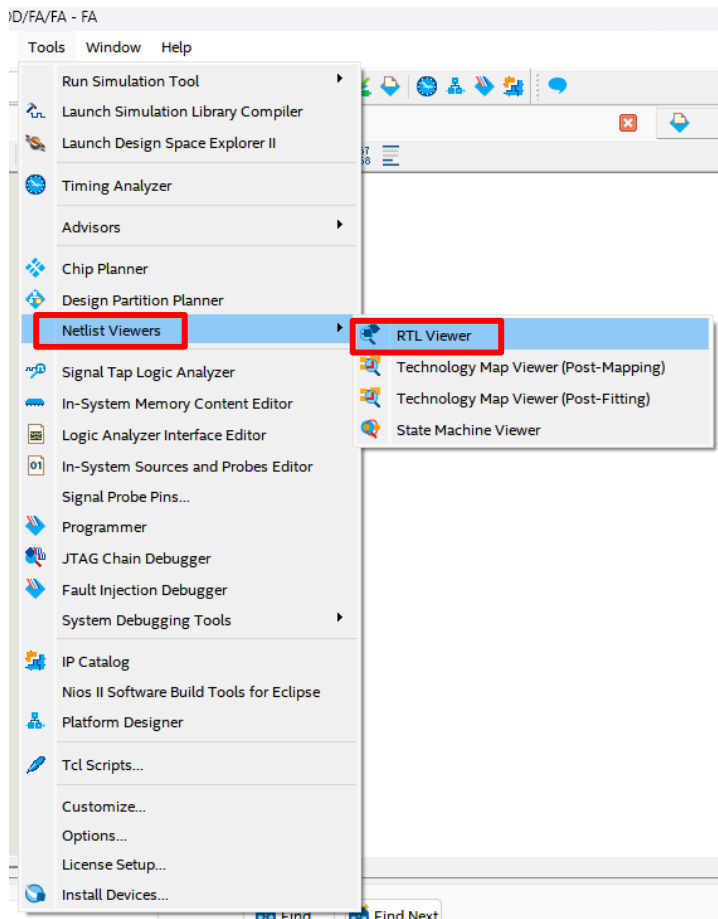 DD/FA/FA - FA
Tools Window Help
Run Simulation Tool
Launch Simulation Library Compiler
Launch Design Space Explorer II
57
68
Timing Analyzer
Advisors
Chip Planner
Design Partition Planner
Netlist Viewers
RTL Viewer
Technology Map Viewer (Post-Mapping)
Technology Map Viewer (Post-Fitting)
State Machine Viewer
Signal Tap Logic Analyzer
In-System Memory Content Editor
Logic Analyzer Interface Editor
01
In-System Sources and Probes Editor
Signal Probe Pins...
Programmer
JTAG Chain Debugger
Fault Injection Debugger
System Debugging Tools
IP Catalog
Nios II Software Build Tools for Eclipse
Platform Designer
Tcl Scripts...
Customize...
Options...
License Setup...
Install Devices...
Find Find Next